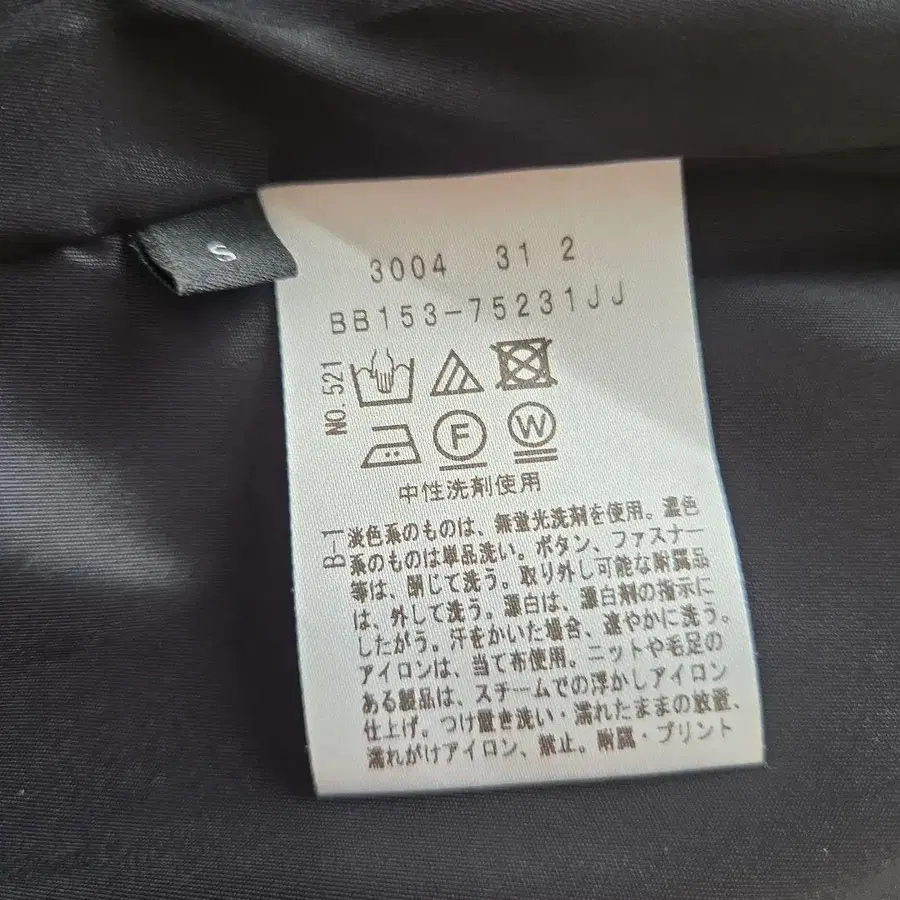 S
3004 31 2
BB153-75231JJ
NO.521
F W
中性洗剤使用
B-1
淡色系のものは、無蛍光洗剤を使用。濃色
系のものは単品洗い。ボタン、ファスナー
等は、閉じて洗う。取り外し可能な附属品
は、外して洗う。漂白は、漂白剤の指示に
したがう。汗をかいた場合、速やかに洗う。
アイロンは、当て布使用。ニットや毛足の
ある製品は、スチームでの浮かしアイロン
仕上げ。つけ置き洗い・濡れたままの放置、
濡れがけアイロン、禁止。附属・プリント